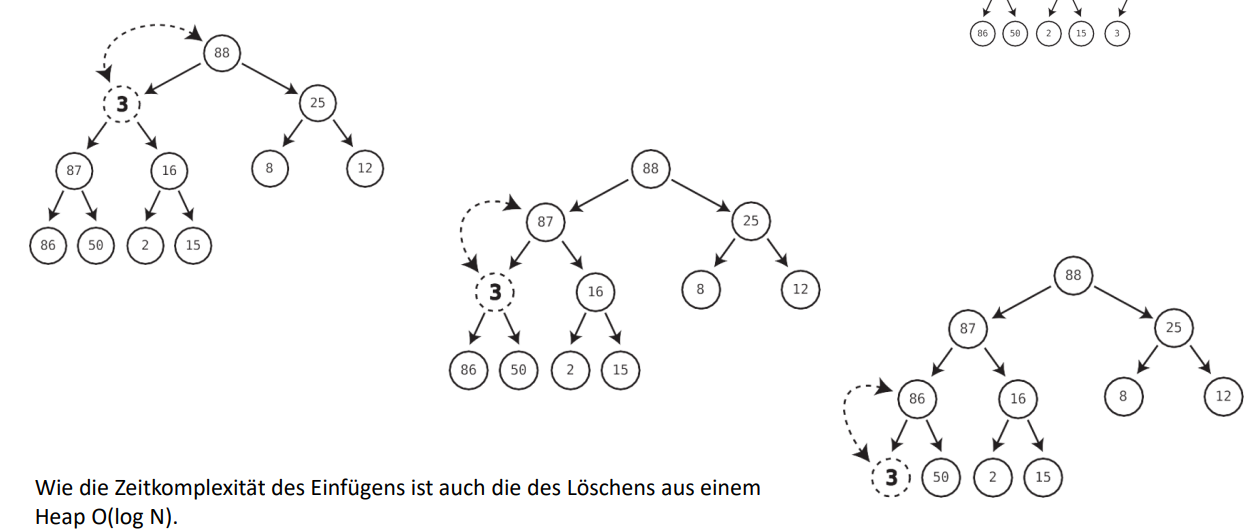 86 50 2 15 3
88
3 25
87 16 8 12
86 50 2 15
88
87 25
3 16 8 12
86 50 2 15
88
87 25
86 16 8 12
3 50 2 15
Wie die Zeitkomplexität des Einfügens ist auch die des Löschens aus einem
Heap O(log N).